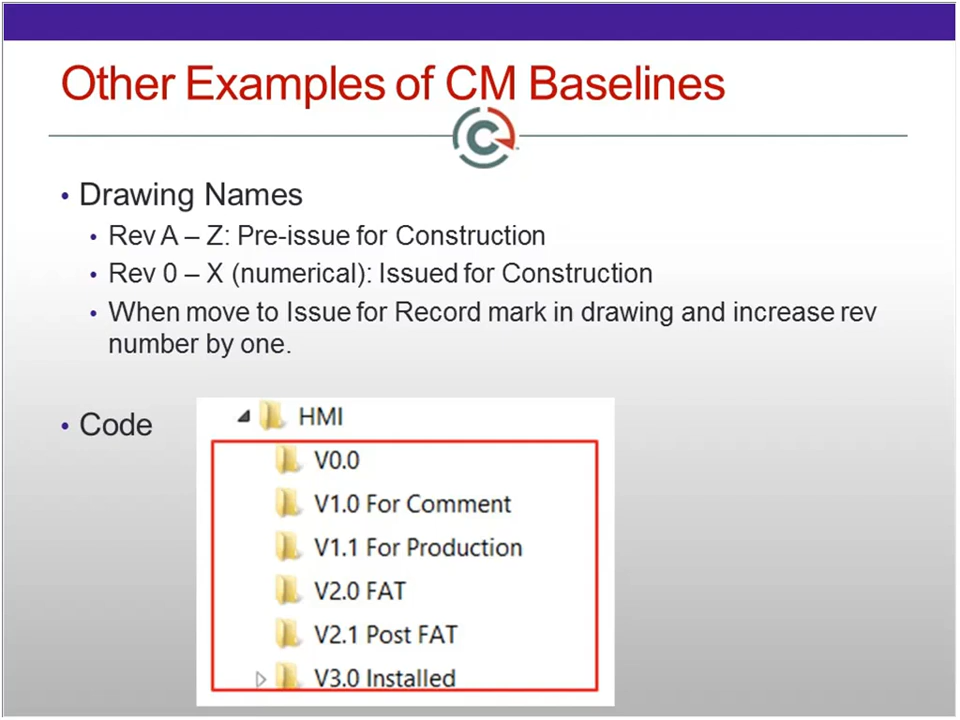 Other Examples of CM Baselines
• Drawing Names
• Rev A – Z: Pre-issue for Construction
• Rev 0 – X (numerical): Issued for Construction
• When move to Issue for Record mark in drawing and increase rev
number by one.
• Code
HMI
V0.0
V1.0 For Comment
V1.1 For Production
V2.0 FAT
V2.1 Post FAT
V3.0 Installed